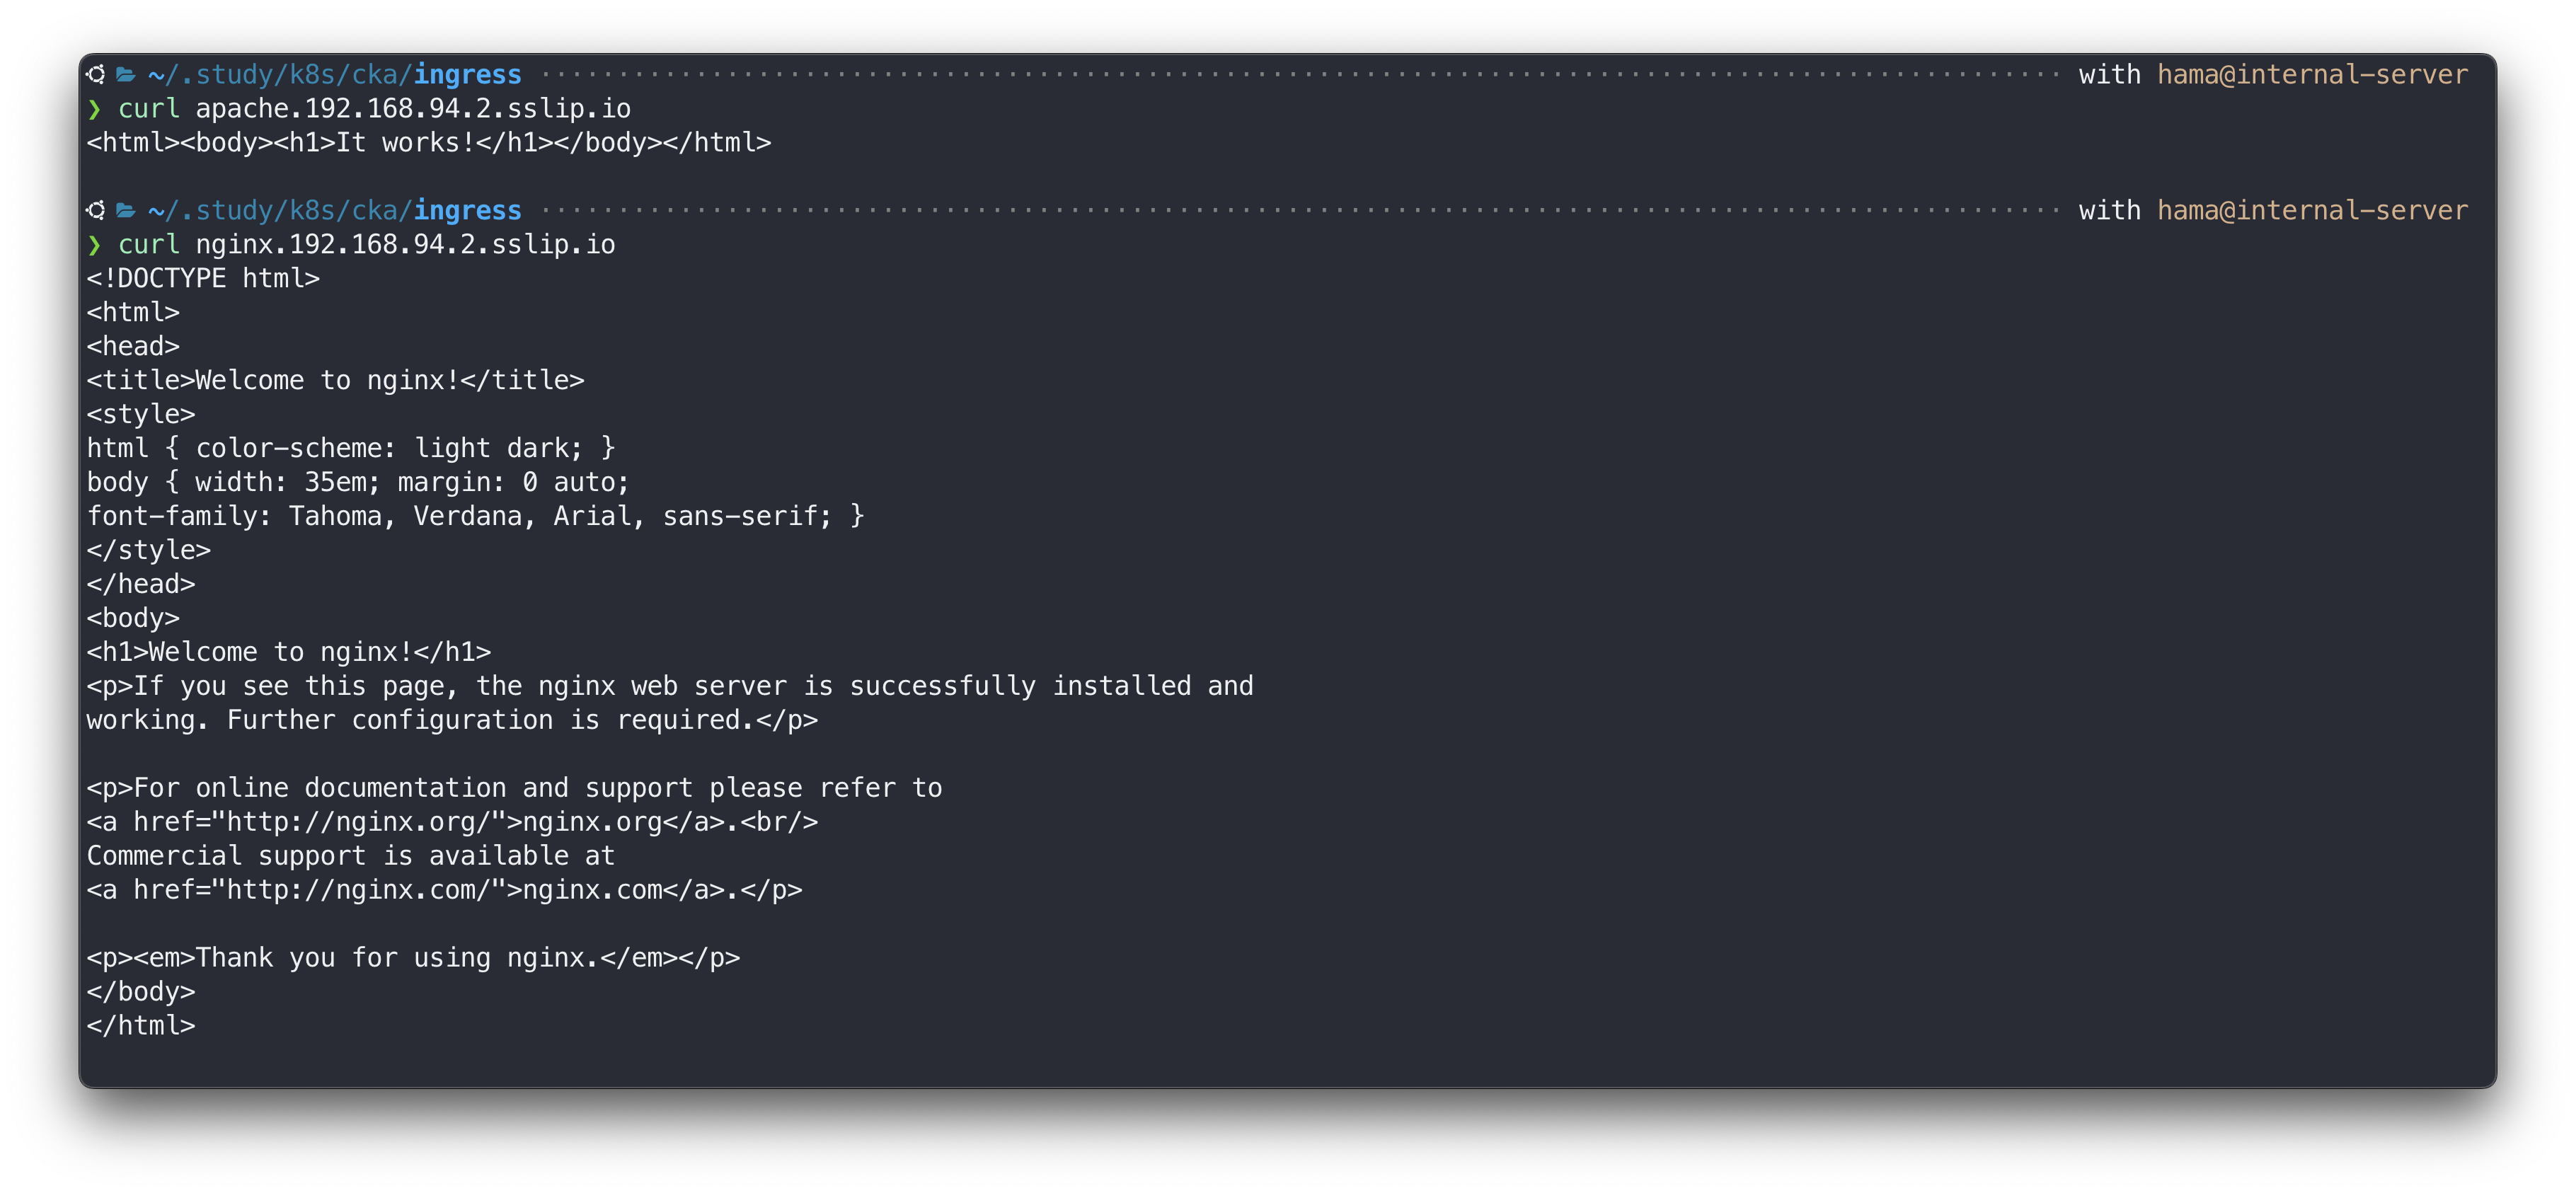 ~/.study/k8s/cka/ingress with hama@internal-server
❯ curl apache.192.168.94.2.sslip.io
<html><body><h1>It works!</h1></body></html>
~/.study/k8s/cka/ingress with hama@internal-server
❯ curl nginx.192.168.94.2.sslip.io
<!DOCTYPE html>
<html>
<head>
<title>Welcome to nginx!</title>
<style>
html { color-scheme: light dark; }
body { width: 35em; margin: 0 auto;
font-family: Tahoma, Verdana, Arial, sans-serif; }
</style>
</head>
<body>
<h1>Welcome to nginx!</h1>
<p>If you see this page, the nginx web server is successfully installed and
working. Further configuration is required.</p>
<p>For online documentation and support please refer to
<a href="http://nginx.org/">nginx.org</a>.<br/>
Commercial support is available at
<a href="http://nginx.com/">nginx.com</a>.</p>
<p><em>Thank you for using nginx.</em></p>
</body>
</html>